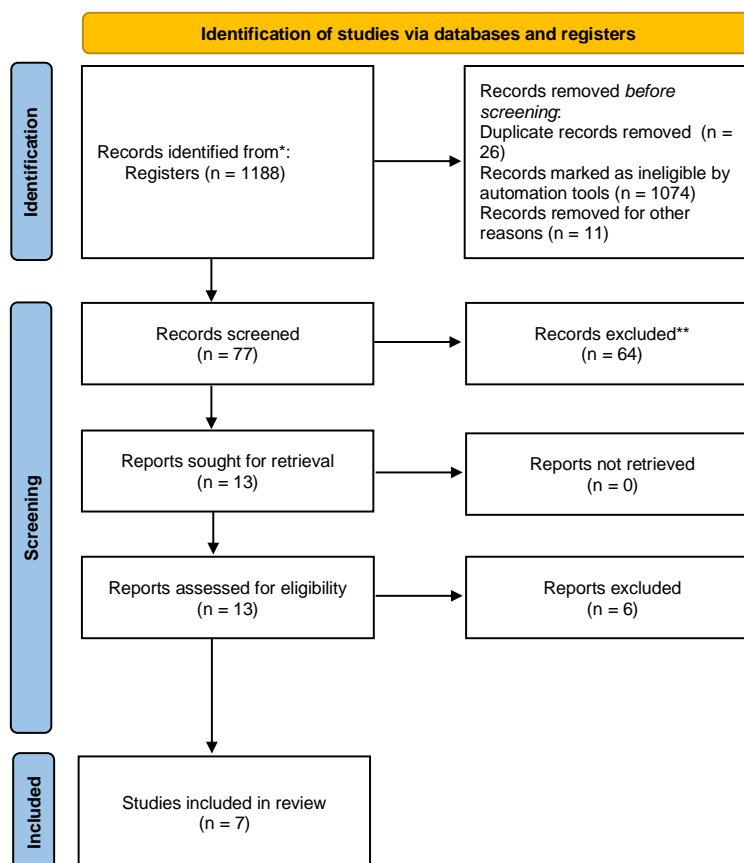 Identification of studies via databases and registers
Identification
Records identified from*:
Registers (n = 1188)
Records removed before
screening:
Duplicate records removed (n =
26)
Records marked as ineligible by
automation tools (n = 1074)
Records removed for other
reasons (n = 11)
Screening
Records screened
(n = 77)
Records excluded**
(n = 64)
Reports sought for retrieval
(n = 13)
Reports not retrieved
(n = 0)
Reports assessed for eligibility
(n = 13)
Reports excluded
(n = 6)
Included
Studies included in review
(n = 7)